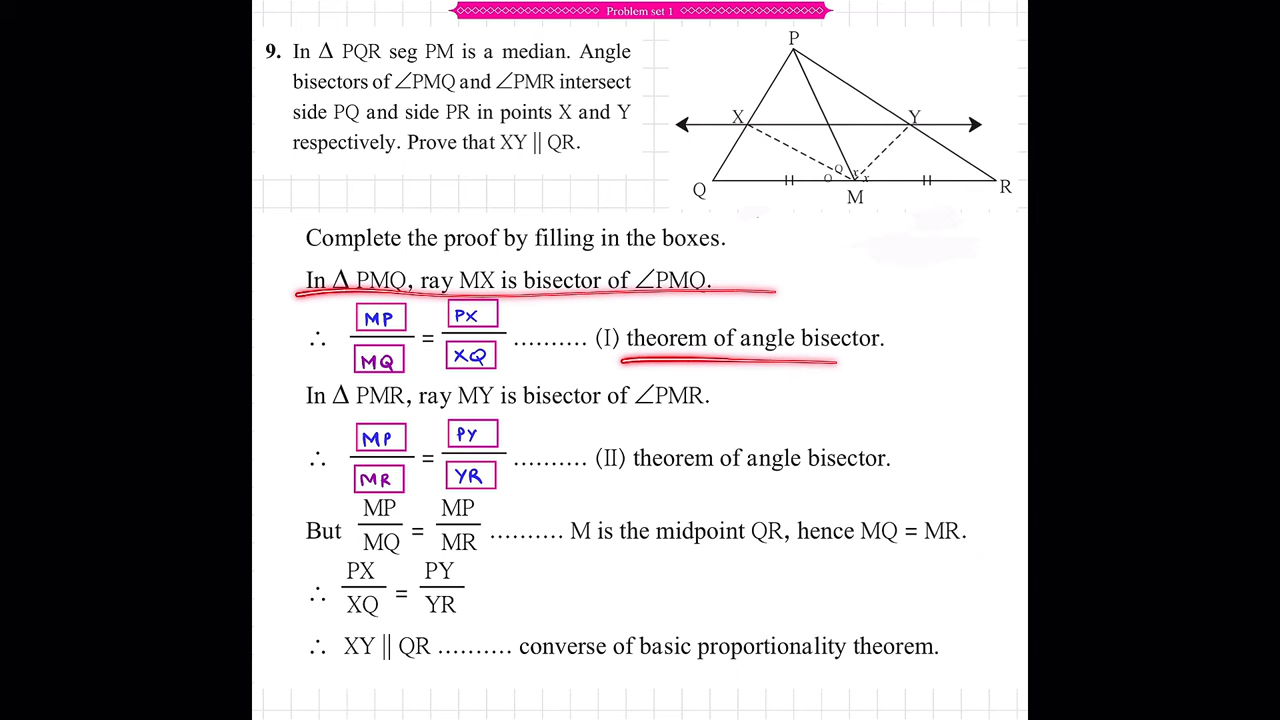 Problem set 1
9. In Δ PQR seg PM is a median. Angle
bisectors of ∠PMQ and ∠PMR intersect
side PQ and side PR in points X and Y
respectively. Prove that XY || QR.
P
X Y
Q M R
Complete the proof by filling in the boxes.
In Δ PMQ, ray MX is bisector of ∠PMQ.
∴ MP/MQ = PX/XQ .......... (I) theorem of angle bisector.
In Δ PMR, ray MY is bisector of ∠PMR.
∴ MP/MR = PY/YR .......... (II) theorem of angle bisector.
But MP/MQ = MP/MR .......... M is the midpoint QR, hence MQ = MR.
∴ PX/XQ = PY/YR
∴ XY || QR .......... converse of basic proportionality theorem.